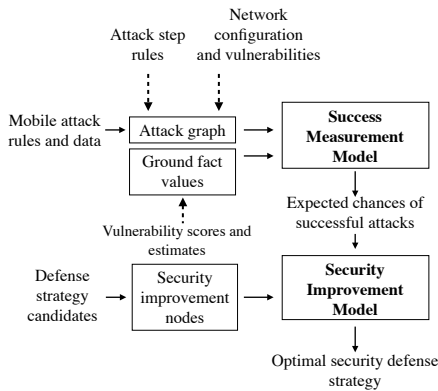 Attack step
rules
Network
configuration
and vulnerabilities
Mobile attack
rules and data
Attack graph
Ground fact
values
Success
Measurement
Model
Vulnerability scores and
estimates
Expected chances of
successful attacks
Defense
strategy
candidates
Security
improvement
nodes
Security
Improvement
Model
Optimal security defense
strategy